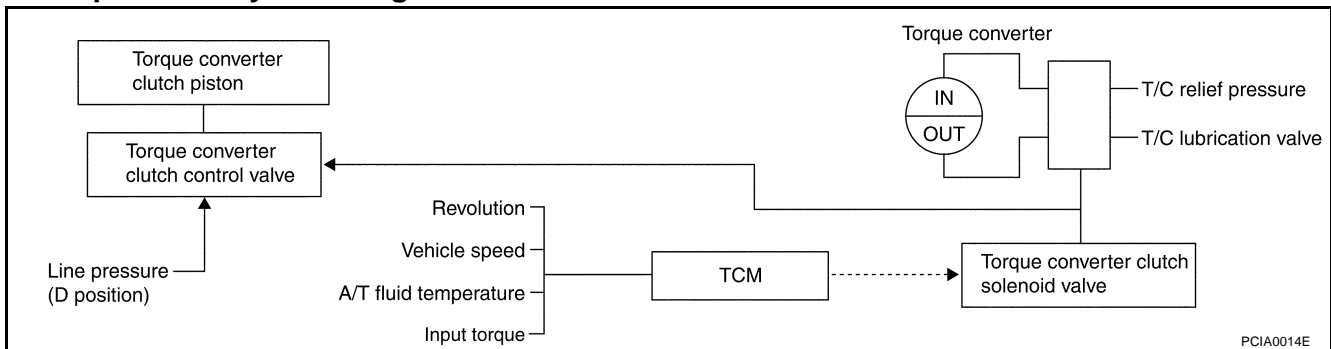 Torque converter
clutch piston
Torque converter
clutch control valve
Line pressure
(D position)
Revolution
Vehicle speed
A/T fluid temperature
Input torque
TCM
Torque converter
IN
OUT
T/C relief pressure
T/C lubrication valve
Torque converter clutch
solenoid valve
PCIA0014E